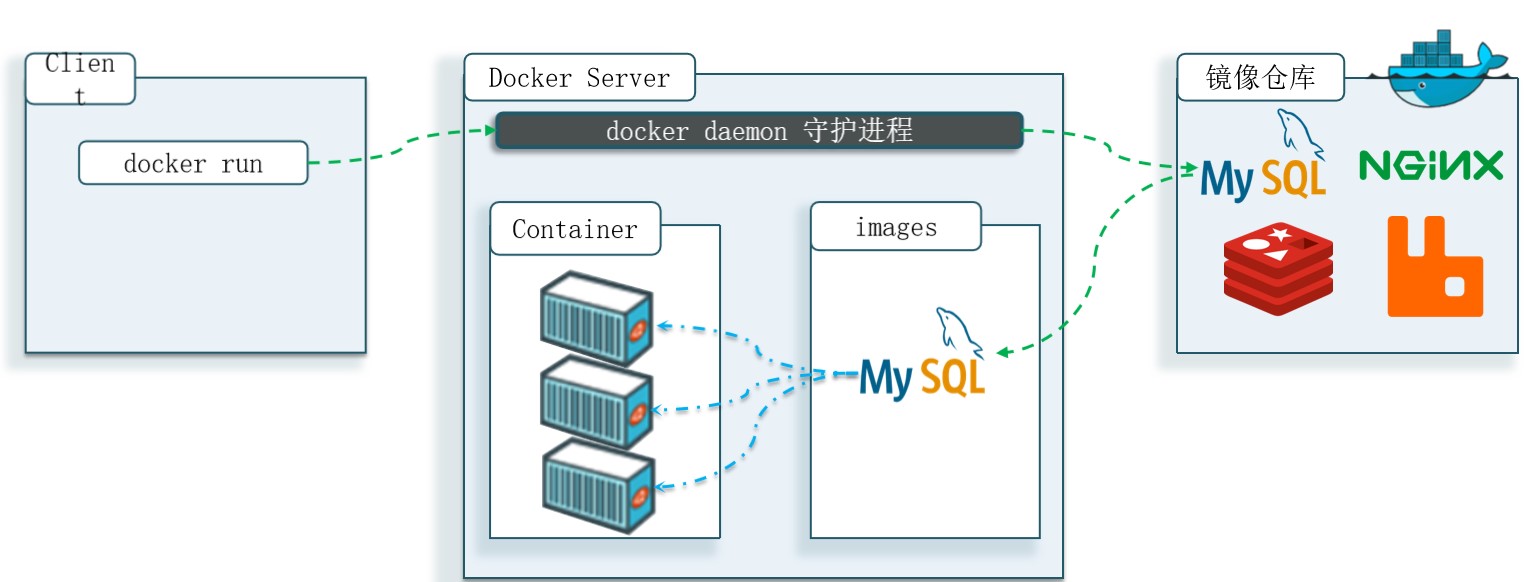 Clien
t
docker run
Docker Server
docker daemon 守护进程
Container
images
MySQL
镜像仓库
MySQL
NGINX